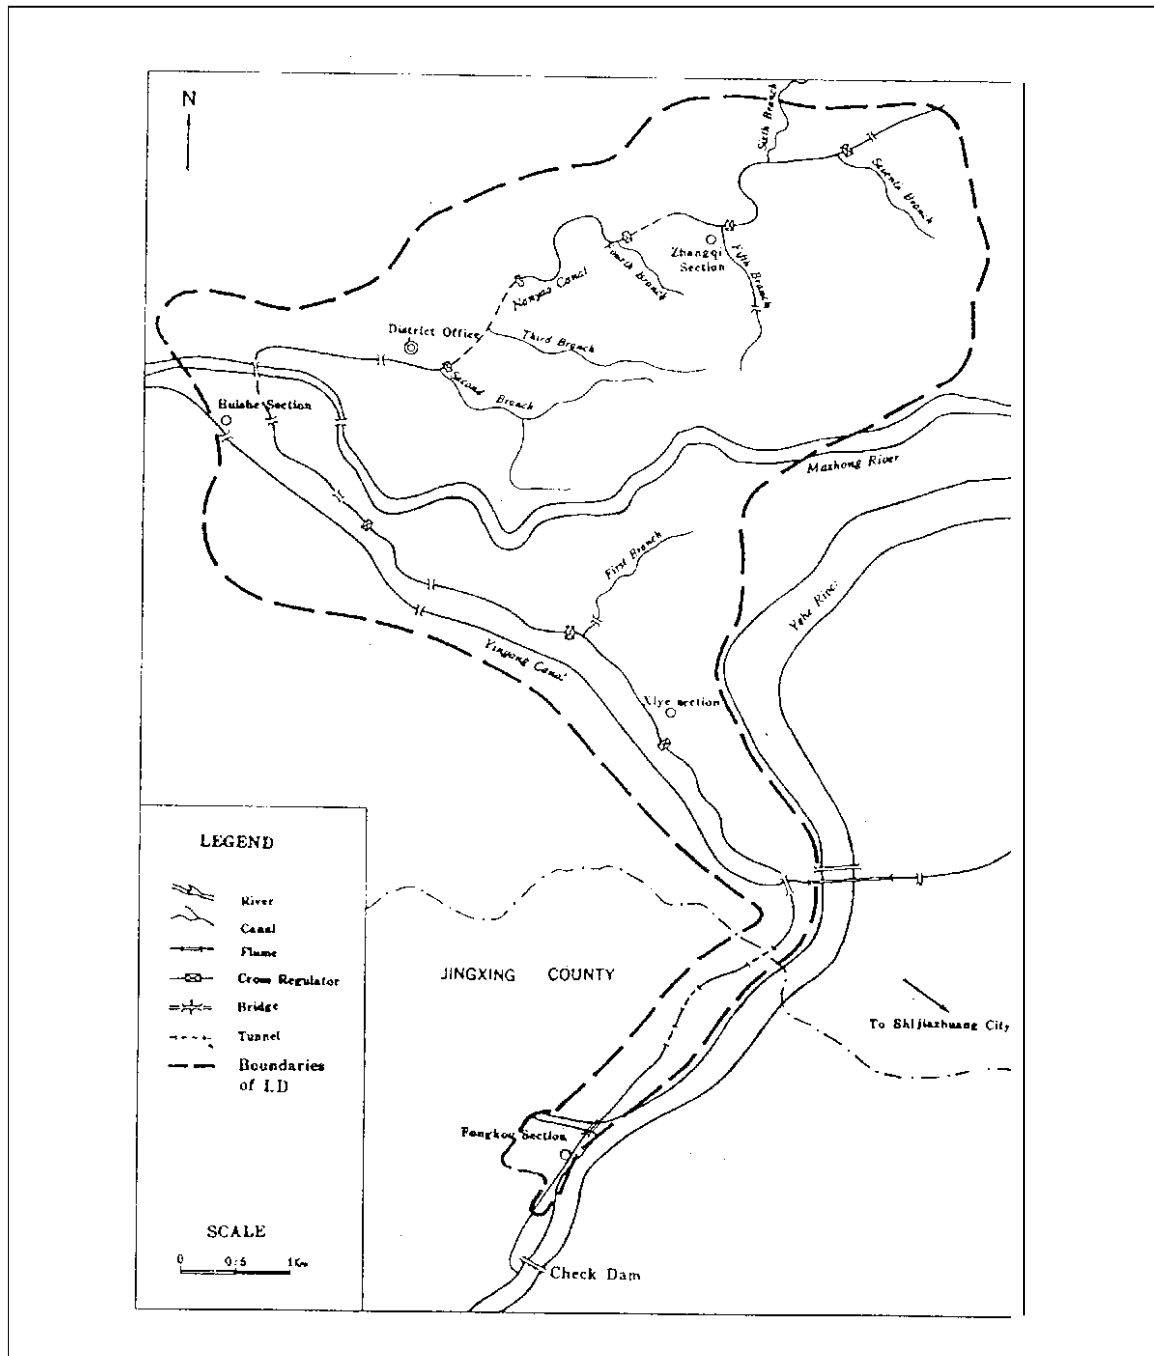 N
Sixth Branch
Seventh Branch
Zhangqi
Section
Fifth Branch
Fourth Branch
Nanyao Canal
District Office
Third Branch
Second Branch
Huishe Section
Mazhong River
First Branch
Yehe River
Yingong Canal
Xiye section
LEGEND
River
Canal
Flume
Cross Regulator
Bridge
Tunnel
Boundaries
of I.D
JINGXING COUNTY
To Shijiazhuang City
Fongkou Section
SCALE
0 0.5 1Km
Check Dam